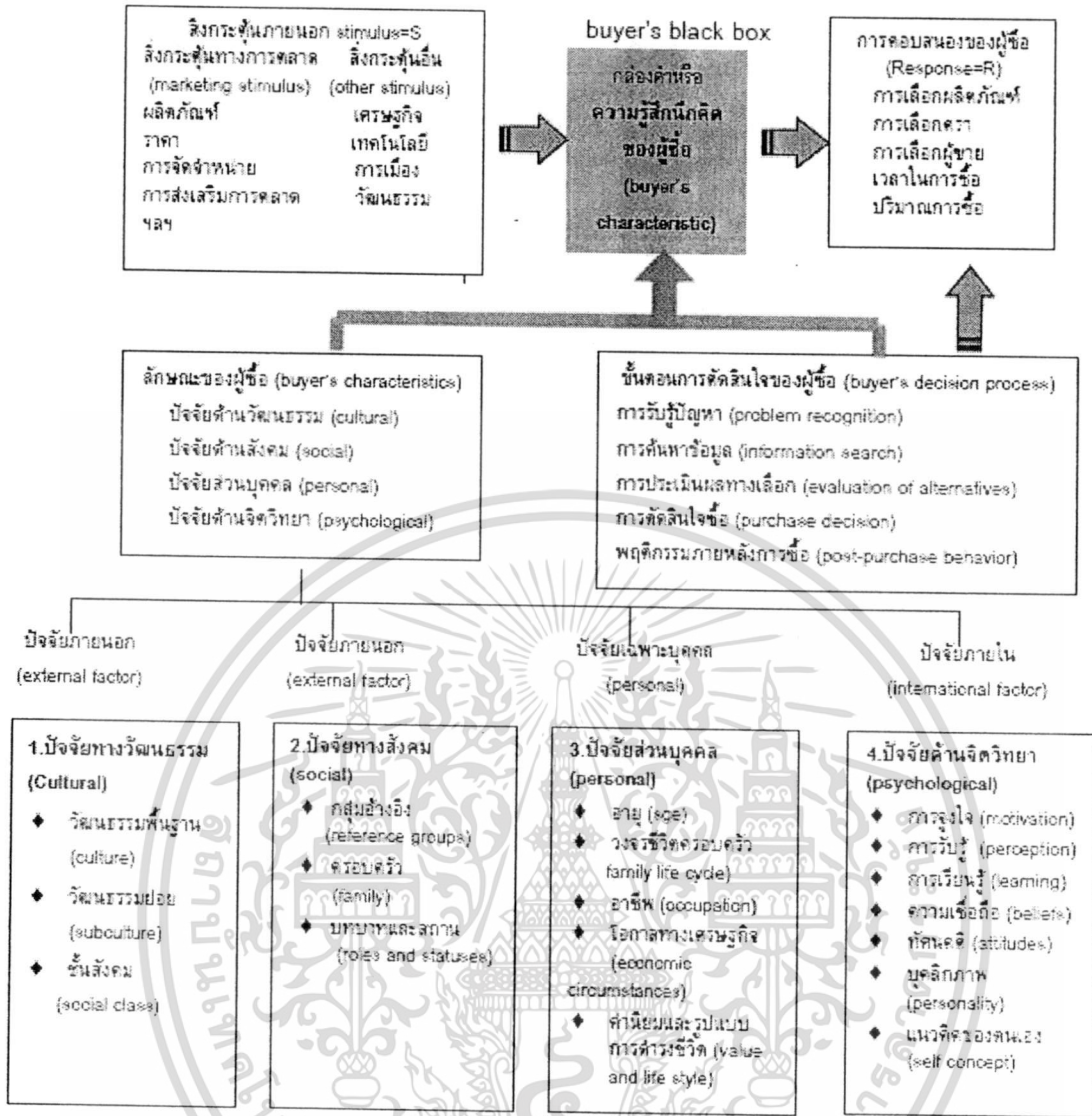 สิ่งกระตุ้นภายนอก stimulus=S
สิ่งกระตุ้นทางการตลาด สิ่งกระตุ้นอื่น
(marketing stimulus) (other stimulus)
ผลิตภัณฑ์ เศรษฐกิจ
ราคา เทคโนโลยี
การจัดจำหน่าย การเมือง
การส่งเสริมการตลาด วัฒนธรรม
ฯลฯ
buyer's black box
กล่องดำหรือ
ความรู้สึกนึกคิด
ของผู้ซื้อ
(buyer's
characteristic)
การตอบสนองของผู้ซื้อ
(Response=R)
การเลือกผลิตภัณฑ์
การเลือกตรา
การเลือกผู้ขาย
เวลาในการซื้อ
ปริมาณการซื้อ
ลักษณะของผู้ซื้อ (buyer's characteristics)
ปัจจัยด้านวัฒนธรรม (cultural)
ปัจจัยด้านสังคม (social)
ปัจจัยส่วนบุคคล (personal)
ปัจจัยด้านจิตวิทยา (psychological)
ขั้นตอนการตัดสินใจของผู้ซื้อ (buyer's decision process)
การรับรู้ปัญหา (problem recognition)
การค้นหาข้อมูล (information search)
การประเมินผลทางเลือก (evaluation of alternatives)
การตัดสินใจซื้อ (purchase decision)
พฤติกรรมภายหลังการซื้อ (post-purchase behavior)
ปัจจัยภายนอก
(external factor)
ปัจจัยภายนอก
(external factor)
ปัจจัยเฉพาะบุคคล
(personal)
ปัจจัยภายใน
(international factor)
1.ปัจจัยทางวัฒนธรรม
(Cultural)
♦ วัฒนธรรมพื้นฐาน
(culture)
♦ วัฒนธรรมย่อย
(subculture)
♦ ชั้นสังคม
(social class)
2.ปัจจัยทางสังคม
(social)
♦ กลุ่มอ้างอิง
(reference groups)
♦ ครอบครัว
(family)
♦ บทบาทและสถาน
(roles and statuses)
3.ปัจจัยส่วนบุคคล
(personal)
♦ อายุ (age)
♦ วงจรชีวิตครอบครัว
family life cycle)
♦ อาชีพ (occupation)
♦ โอกาสทางเศรษฐกิจ
(economic
circumstances)
♦ ค่านิยมและรูปแบบ
การดำรงชีวิต (value
and life style)
4.ปัจจัยด้านจิตวิทยา
(psychological)
♦ การจูงใจ (motivation)
♦ การรับรู้ (perception)
♦ การเรียนรู้ (learning)
♦ ความเชื่อถือ (beliefs)
♦ ทัศนคติ (attitudes)
♦ บุคลิกภาพ
(personality)
♦ แนวคิดของตนเอง
(self concept)